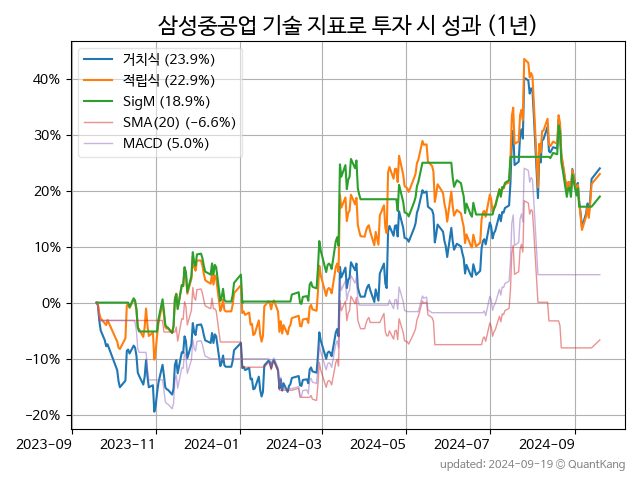 삼성중공업 기술 지표로 투자 시 성과 (1년)
거치식 (23.9%)
적립식 (22.9%)
SigM (18.9%)
SMA(20) (-6.6%)
MACD (5.0%)
40%
30%
20%
10%
0%
-10%
-20%
2023-09 2023-11 2024-01 2024-03 2024-05 2024-07 2024-09
updated: 2024-09-19 © QuantKang